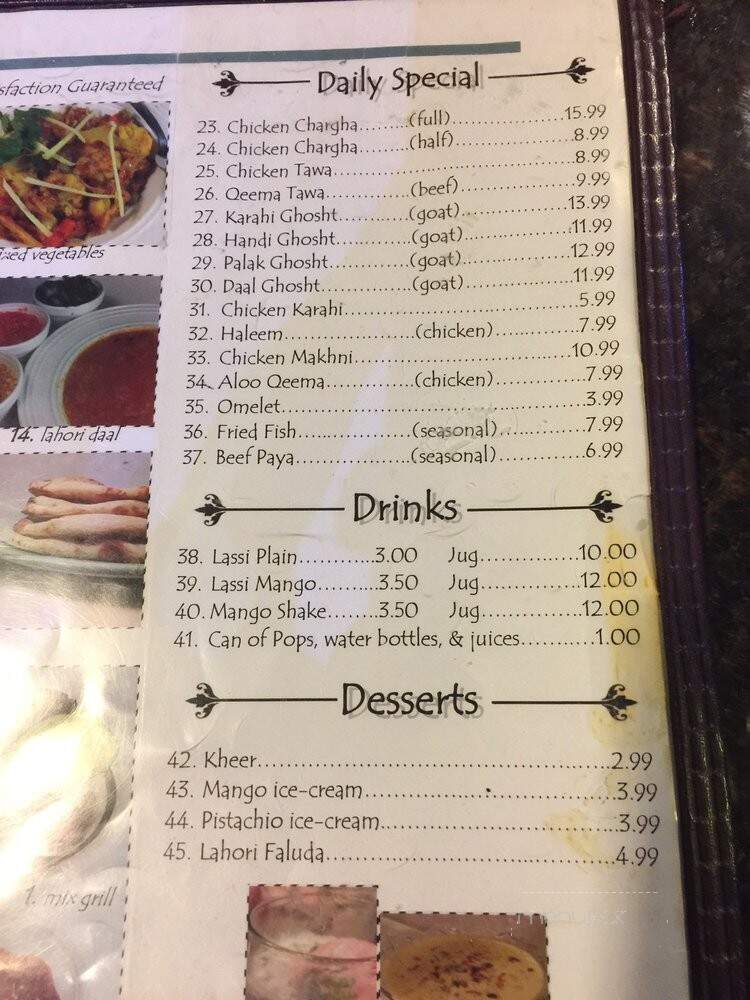 sfaction Guaranteed
Daily Special
23. Chicken Chargha........(full)........................15.99
24. Chicken Chargha........(half)........................8.99
25. Chicken Tawa................................................8.99
26. Qeema Tawa...............(beef)........................9.99
27. Karahi Ghosht............(goat)........................13.99
28. Handi Ghosht.............(goat)........................11.99
29. Palak Ghosht..............(goat)........................12.99
30. Daal Ghosht...............(goat)........................11.99
31. Chicken Karahi.............................................5.99
32. Haleem........................(chicken)................7.99
33. Chicken Makhni...........................................10.99
34. Aloo Qeema................(chicken)................7.99
35. Omelet..........................................................3.99
36. Fried Fish....................(seasonal)...............7.99
37. Beef Paya....................(seasonal)...............6.99
Drinks
38. Lassi Plain............3.00 Jug..................10.00
39. Lassi Mango.........3.50 Jug..................12.00
40. Mango Shake........3.50 Jug..................12.00
41. Can of Pops, water bottles, & juices............1.00
Desserts
42. Kheer............................................................2.99
43. Mango ice-cream..........................................3.99
44. Pistachio ice-cream......................................3.99
45. Lahori Faluda...............................................4.99
ixed vegetables
14. lahori daal
1. mix grill